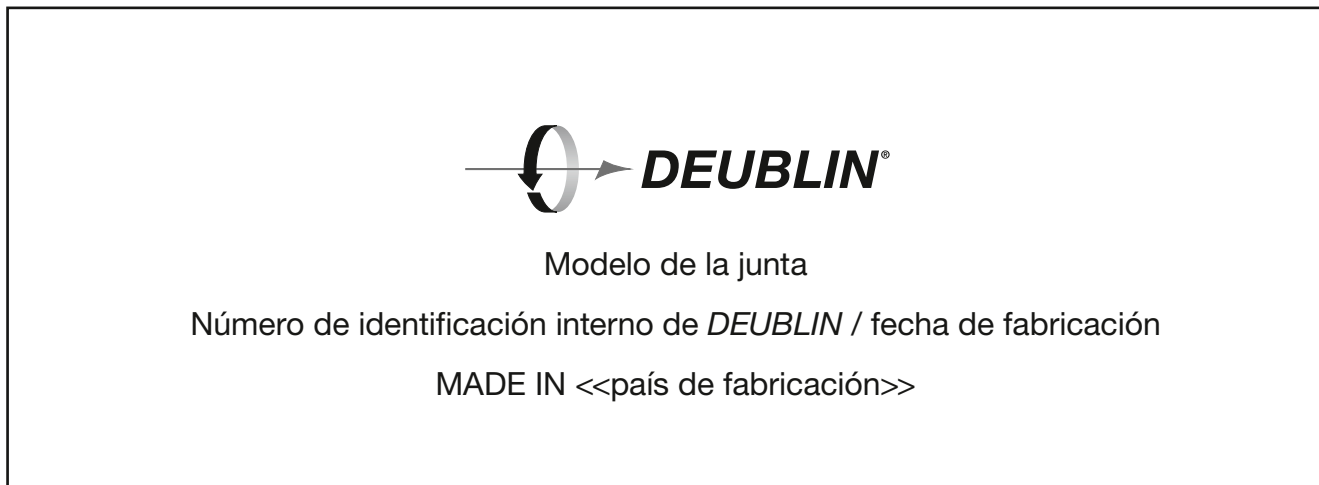 DEUBLIN®
Modelo de la junta
Número de identificación interno de DEUBLIN / fecha de fabricación
MADE IN <<país de fabricación>>